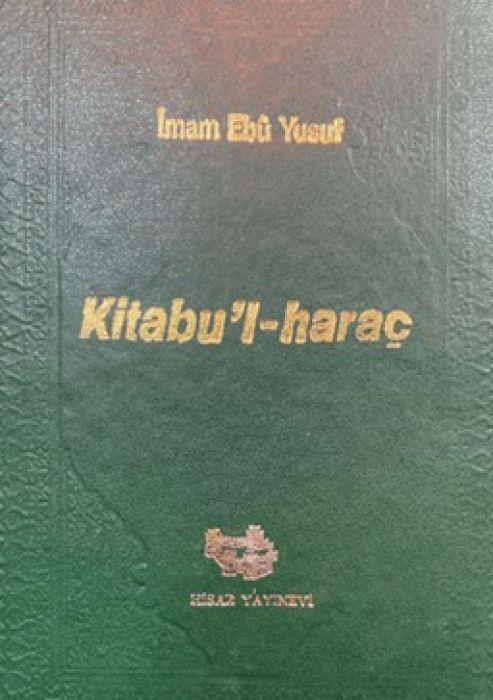 İmam Ebû Yusuf
Kitabu'l-haraç
HİSAR YAYINEVİ